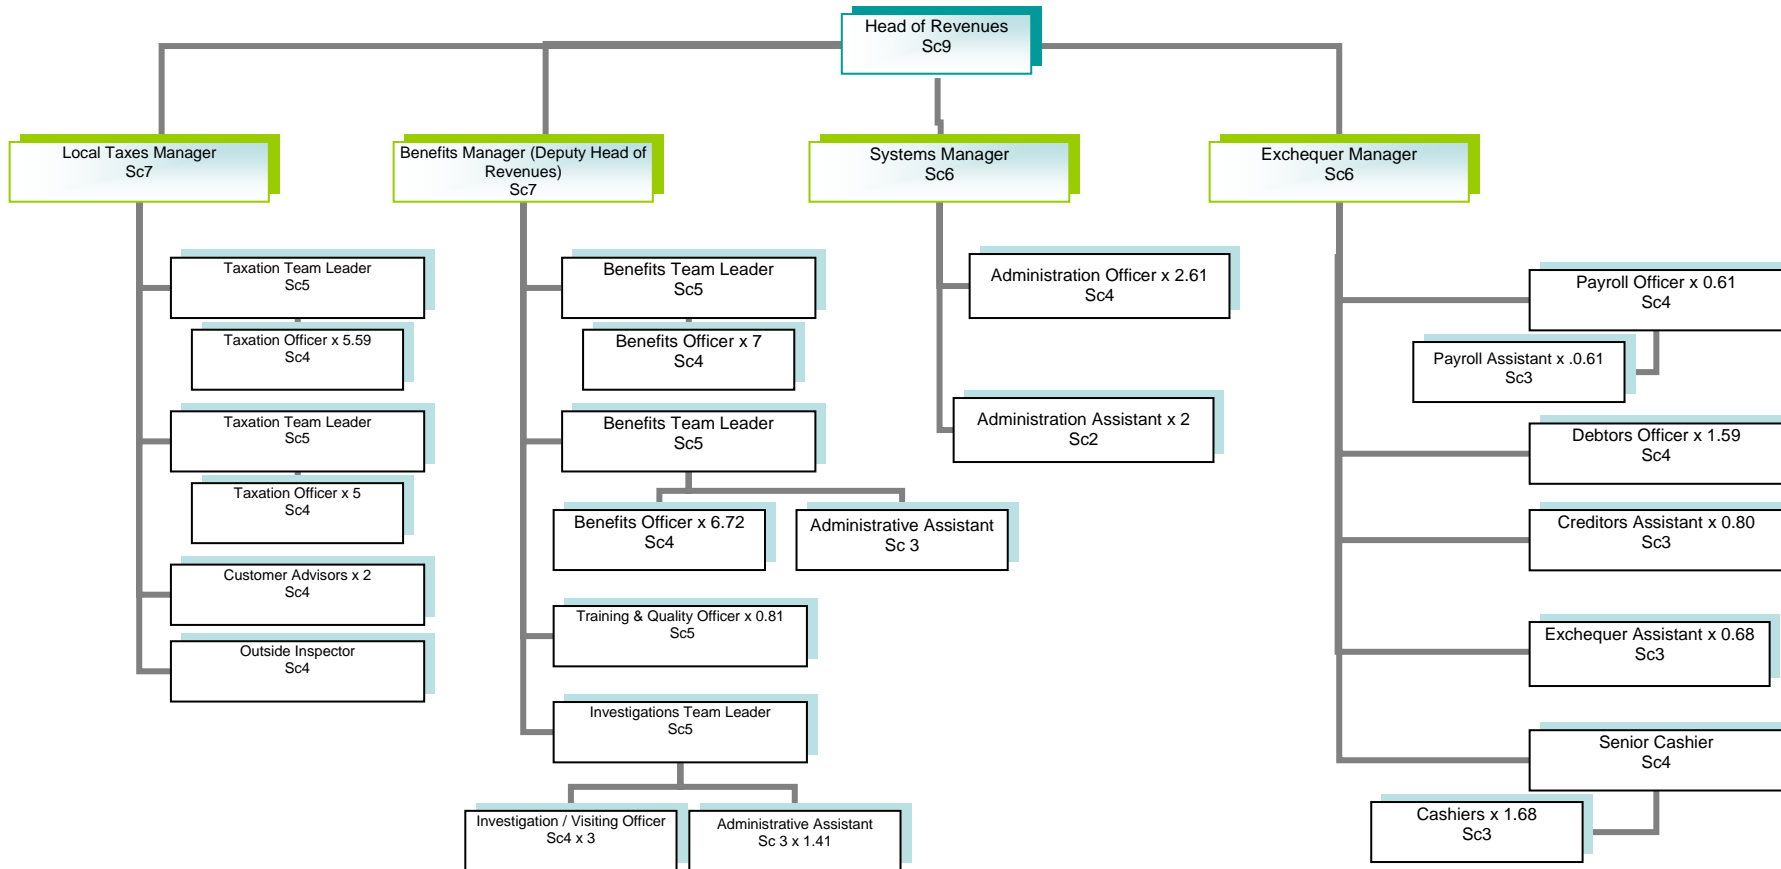 Head of Revenues
Sc9
Local Taxes Manager
Sc7
Benefits Manager (Deputy Head of
Revenues)
Sc7
Systems Manager
Sc6
Exchequer Manager
Sc6
Taxation Team Leader
Sc5
Taxation Officer x 5.59
Sc4
Taxation Team Leader
Sc5
Taxation Officer x 5
Sc4
Customer Advisors x 2
Sc4
Outside Inspector
Sc4
Benefits Team Leader
Sc5
Benefits Officer x 7
Sc4
Benefits Team Leader
Sc5
Benefits Officer x 6.72
Sc4
Administrative Assistant
Sc 3
Training & Quality Officer x 0.81
Sc5
Investigations Team Leader
Sc5
Investigation / Visiting Officer
Sc4 x 3
Administrative Assistant
Sc 3 x 1.41
Administration Officer x 2.61
Sc4
Administration Assistant x 2
Sc2
Payroll Officer x 0.61
Sc4
Payroll Assistant x .0.61
Sc3
Debtors Officer x 1.59
Sc4
Creditors Assistant x 0.80
Sc3
Exchequer Assistant x 0.68
Sc3
Senior Cashier
Sc4
Cashiers x 1.68
Sc3